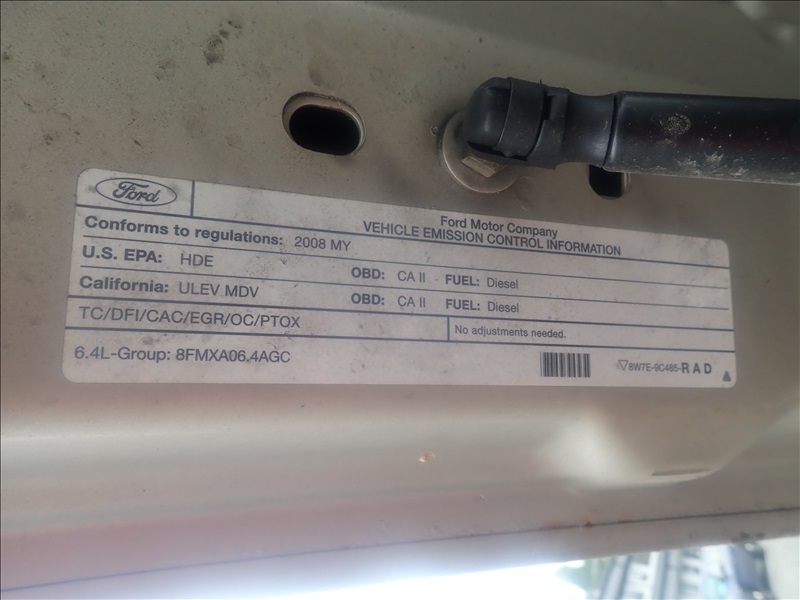 Ford
Ford Motor Company
VEHICLE EMISSION CONTROL INFORMATION
Conforms to regulations: 2008 MY
U.S. EPA: HDE OBD: CA II FUEL: Diesel
California: ULEV MDV OBD: CA II FUEL: Diesel
TC/DFI/CAC/EGR/OC/PTOX No adjustments needed.
6.4L-Group: 8FMXA06.4AGC 8W7E-9C485-RAD